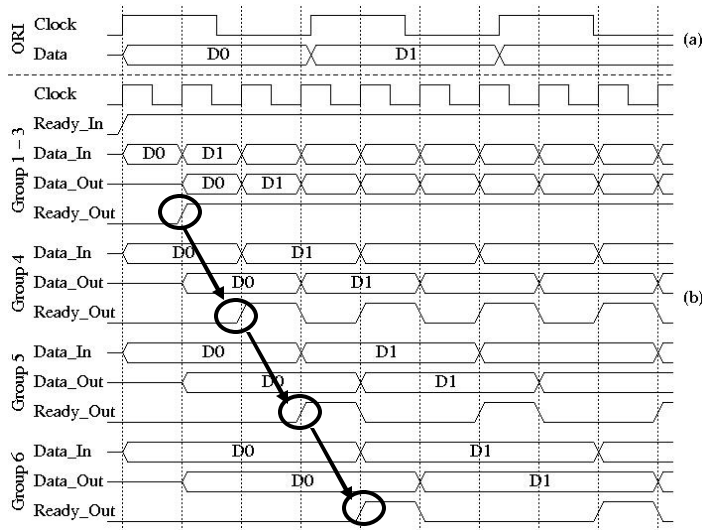 ORI
Clock
Data D0 D1
(a)
Clock
Group 1 – 3
Ready_In
Data_In D0 D1
Data_Out D0 D1
Ready_Out
Group 4
Data_In D0 D1
Data_Out D0 D1
Ready_Out
(b)
Group 5
Data_In D0 D1
Data_Out D0 D1
Ready_Out
Group 6
Data_In D0 D1
Data_Out D0 D1
Ready_Out